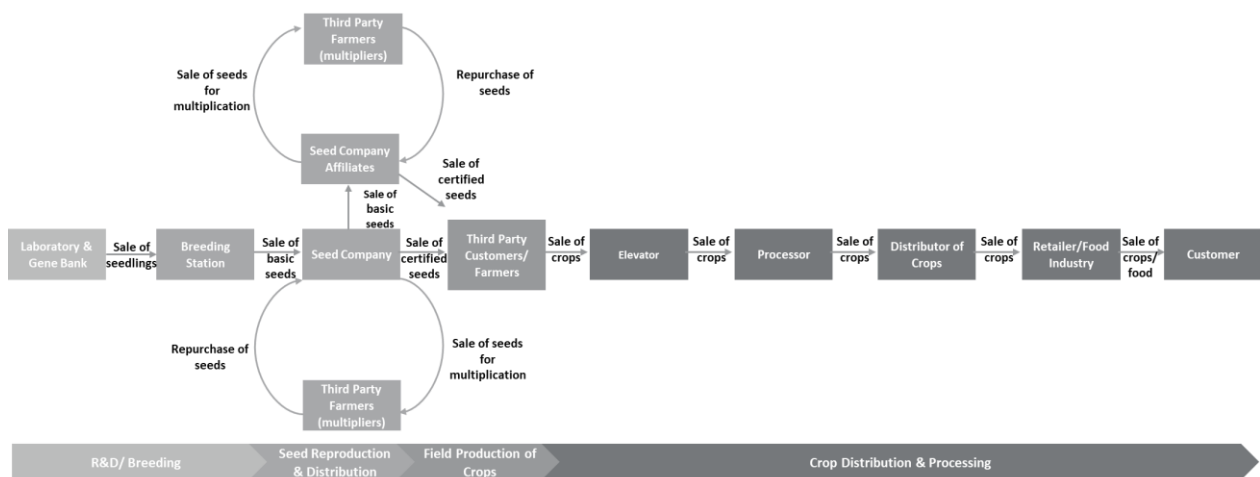 Third Party
Farmers
(multipliers)
Sale of seeds
for
multiplication
Repurchase of
seeds
Seed Company
Affiliates
Sale of
certified
seeds
Sale of
basic
seeds
Laboratory &
Gene Bank
Sale of
seedlings
Breeding
Station
Sale of
basic
seeds
Seed Company
Sale of
certified
seeds
Third Party
Customers/
Farmers
Sale of
crops
Elevator
Sale of
crops
Processor
Sale of
crops
Distributor of
Crops
Sale of
crops
Retailer/Food
Industry
Sale of
crops/
food
Customer
Repurchase of
seeds
Sale of seeds
for
multiplication
Third Party
Farmers
(multipliers)
R&D/ Breeding
Seed Reproduction
& Distribution
Field Production of
Crops
Crop Distribution & Processing